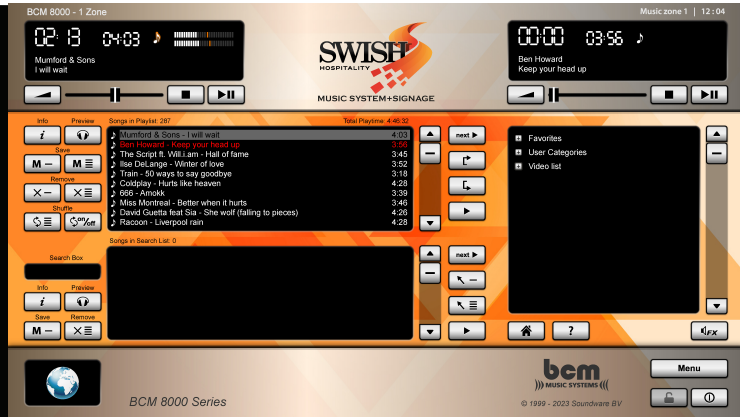 BCM 8000 - 1 Zone
Music zone 1 | 12:04
02:13 04:03
Mumford & Sons
I will wait
SWISH
HOSPITALITY
MUSIC SYSTEM+SIGNAGE
00:00 03:56
Ben Howard
Keep your head up
Info Preview
i
Save
M – M
Remove
× – ×
Shuffle
on/off
Songs in Playlist: 287 Total Playtime: 4:46:32
Mumford & Sons - I will wait 4:03
Ben Howard - Keep your head up 3:56
The Script ft. Will.i.am - Hall of fame 3:45
Ilse DeLange - Winter of love 3:52
Train - 50 ways to say goodbye 3:18
Coldplay - Hurts like heaven 4:28
666 - Amokk 3:39
Miss Montreal - Better when it hurts 3:46
David Guetta feat Sia - She wolf (falling to pieces) 4:26
Racoon - Liverpool rain 4:28
next
Favorites
User Categories
Video list
Songs in Search List: 0
Search Box
Info Preview
i
Save Remove
M – ×
next
?
FX
BCM 8000 Series
bcm
MUSIC SYSTEMS
© 1999 - 2023 Soundware BV
Menu